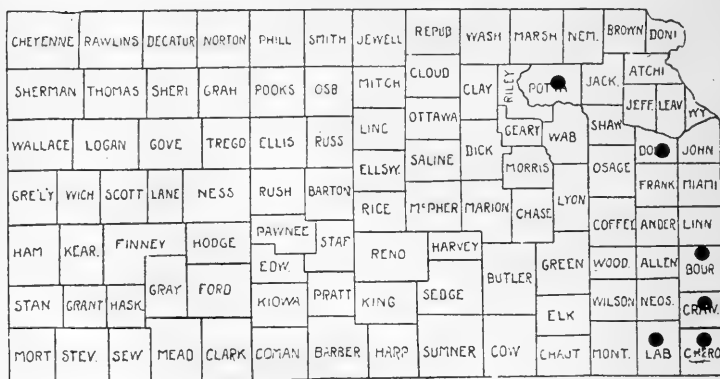 CHEYENNE RAWLINS DECATUR NORTON PHILL SMITH JEWELL REPUB WASH MARSH NEM. BROWN DONI
SHERMAN THOMAS SHERI GRAH POOKS OSB MITCH CLOUD CLAY RILEY POTTA JACK. ATCHI
JEFF. LEAV WY
WALLACE LOGAN GOVE TREGO ELLIS RUSS LINC OTTAWA DICK GEARY WAB SHAW DO JOHN
ELLSW. SALINE MORRIS OSAGE FRANK MIAMI
GRE'L'Y WICH SCOTT LANE NESS RUSH BARTON RICE McPHER MARION CHASE LYON COFFEE ANDER LINN
HAM KEAR. FINNEY HODGE PAWNEE STAF RENO HARVEY
EDW. BUTLER GREEN WOOD. ALLEN BOUR
STAN GRANT HASK. GRAY FORD KIOWA PRATT KING SEDGE ELK WILSON NEOS. CRAW.
MORT STEV. SEW MEAD CLARK COMAN BARBER HARP SUMNER COW CHAUT MONT. LAB CHERO